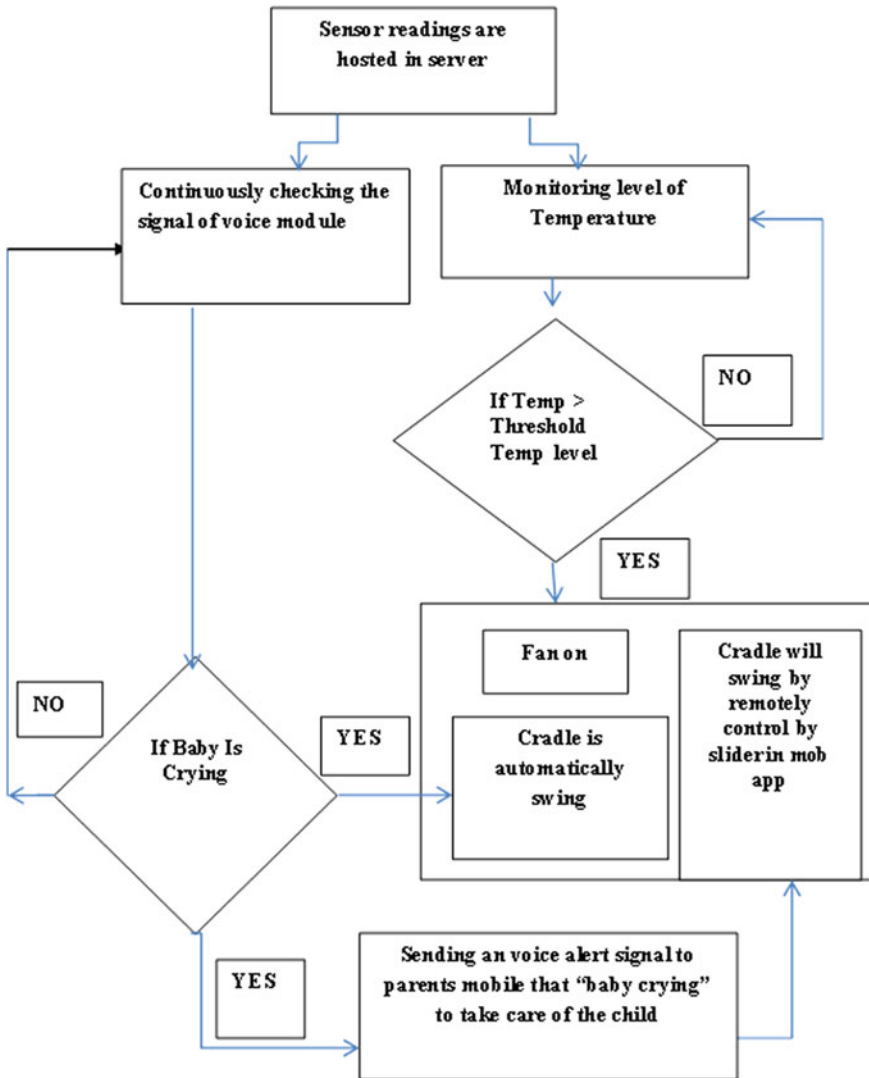 Sensor readings are
hosted in server
Continuously checking the
signal of voice module
Monitoring level of
Temperature
NO
If Temp >
Threshold
Temp level
YES
Fan on
Cradle will
swing by
remotely
control by
sliderin mob
app
NO
If Baby Is
Crying
YES
Cradle is
automatically
swing
YES
Sending an voice alert signal to
parents mobile that “baby crying”
to take care of the child